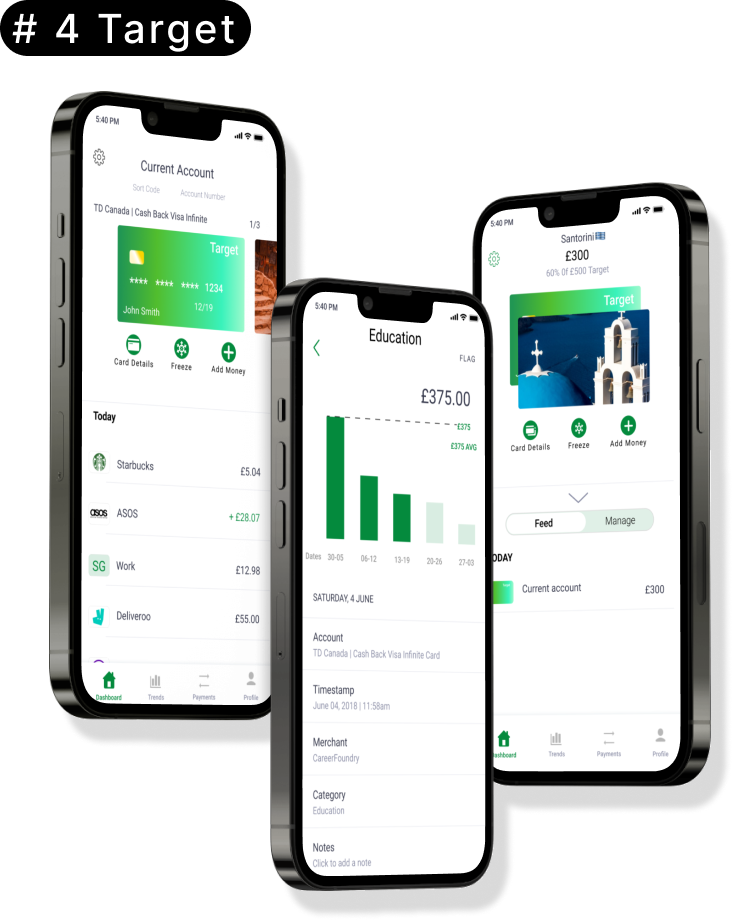 # 4 Target
5:40 PM
Current Account
Sort Code Account Number
TD Canada | Cash Back Visa Infinite
1/3
Target
**** **** **** 1234
12/19
John Smith
Card Details Freeze Add Money
Today
Starbucks £5.04
asos ASOS + £28.07
SG Work £12.98
Deliveroo £55.00
Dashboard Trends Payments Profile
5:40 PM
Education
FLAG
£375.00
£375
£375 AVG
Dates 30-05 06-12 13-19 20-26 27-03
SATURDAY, 4 JUNE
Account
TD Canada | Cash Back Visa Infinite Card
Timestamp
June 04, 2018 | 11:58am
Merchant
CareerFoundry
Category
Education
Notes
Click to add a note
5:40 PM
Santorini
£300
60% 0f £500 Target
Target
Card Details Freeze Add Money
Feed Manage
ODAY
Current account £300
ashboard Trends Payments Profile